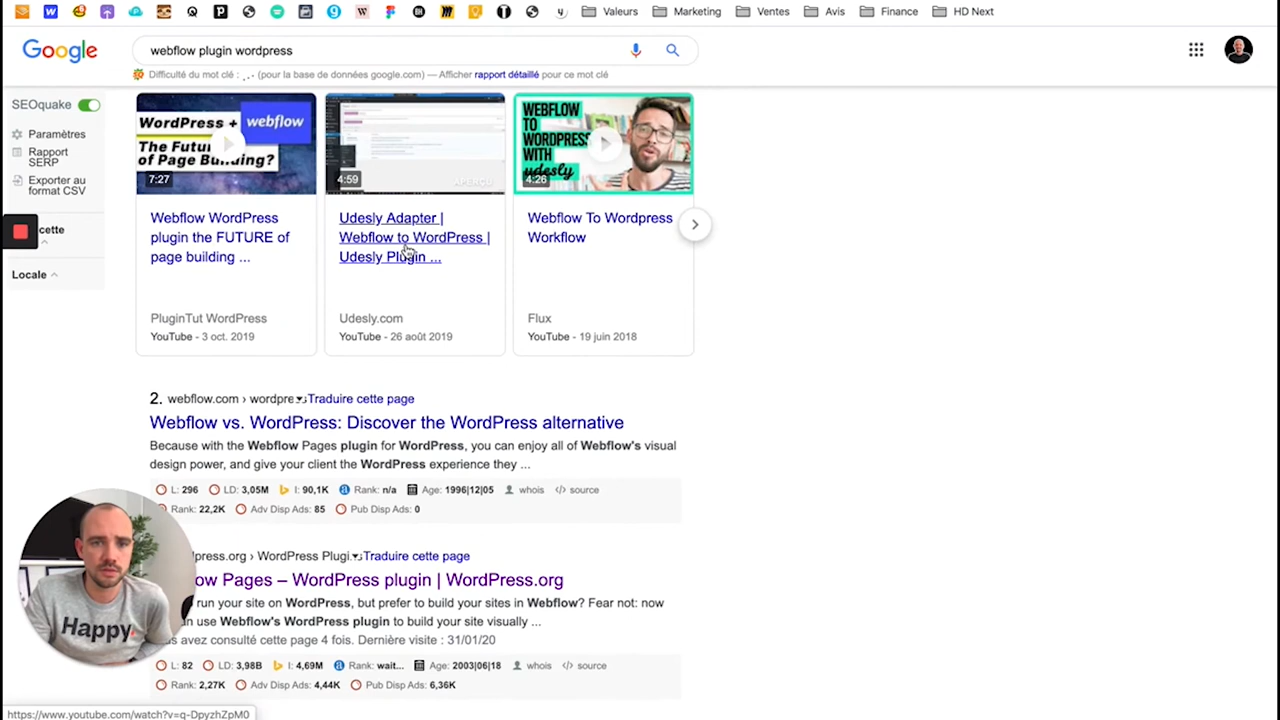 Valeurs
Marketing
Ventes
Avis
Finance
HD Next
Google
webflow plugin wordpress
Difficulté du mot clé : ... (pour la base de données google.com) — Afficher rapport détaillé pour ce mot clé
SEOquake
Paramètres
Rapport
SERP
Exporter au
format CSV
cette
Locale
WordPress +
webflow
The Futur
of Page Building?
7:27
4:59
APERÇU
WEBFLOW
TO
WORDPRESS
WITH
udesly
4:26
Webflow WordPress
plugin the FUTURE of
page building ...
PluginTut WordPress
YouTube - 3 oct. 2019
Udesly Adapter |
Webflow to WordPress |
Udesly Plugin ...
Udesly.com
YouTube - 26 août 2019
Webflow To Wordpress
Workflow
Flux
YouTube - 19 juin 2018
2. webflow.com › wordpre Traduire cette page
Webflow vs. WordPress: Discover the WordPress alternative
Because with the Webflow Pages plugin for WordPress, you can enjoy all of Webflow's visual
design power, and give your client the WordPress experience they ...
L: 296 LD: 3,05M I: 90,1K Rank: n/a Age: 1996|12|05 whois </> source
Rank: 22,2K Adv Disp Ads: 85 Pub Disp Ads: 0
press.org › WordPress Plugi. Traduire cette page
ow Pages – WordPress plugin | WordPress.org
run your site on WordPress, but prefer to build your sites in Webflow? Fear not: now
an use Webflow's WordPress plugin to build your site visually ...
s avez consulté cette page 4 fois. Dernière visite : 31/01/20
L: 82 LD: 3,98B I: 4,69M Rank: wait... Age: 2003|06|18 whois </> source
Rank: 2,27K Adv Disp Ads: 4,44K Pub Disp Ads: 6,36K
Happy.
https://www.youtube.com/watch?v=q-DpyzhZpM0